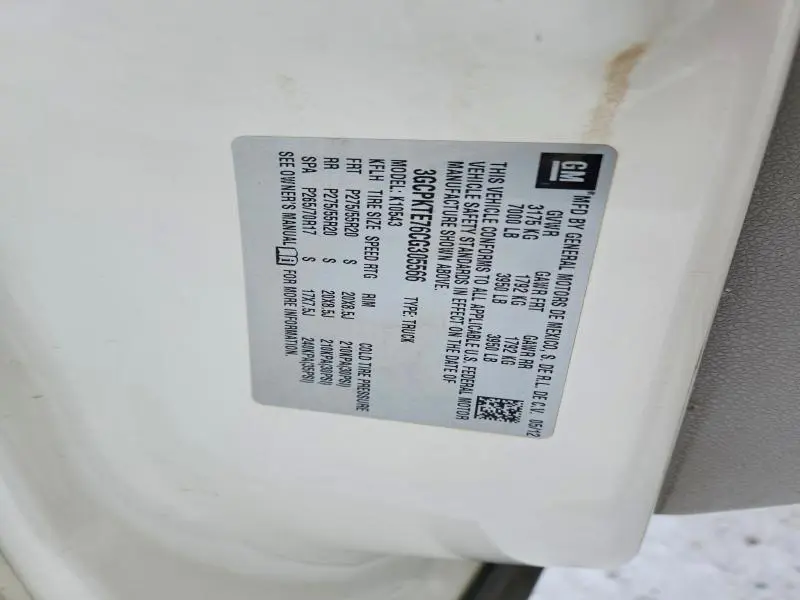 GM ®MFD BY GENERAL MOTORS DE MEXICO, S. DE R.L. DE C.V. 05/12
GVWR GAWR FRT GAWR RR
3175 KG 1792 KG 1792 KG
7000 LB 3950 LB 3950 LB
THIS VEHICLE CONFORMS TO ALL APPLICABLE U.S. FEDERAL MOTOR
VEHICLE SAFETY STANDARDS IN EFFECT ON THE DATE OF
MANUFACTURE SHOWN ABOVE.
3GCPKTE76CG305566 TYPE: TRUCK
MODEL: K10543
KFLH TIRE SIZE SPEED RTG RIM COLD TIRE PRESSURE
FRT P275/55R20 S 20X8.5J 210KPA(30PSI)
RR P275/55R20 S 20X8.5J 210KPA(30PSI)
SPA P265/70R17 S 17X7.5J 240KPA(35PSI)
SEE OWNER'S MANUAL FOR MORE INFORMATION.